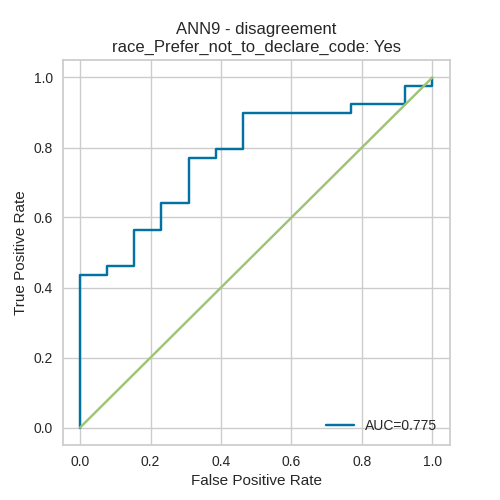 ANN9 - disagreement
race_Prefer_not_to_declare_code: Yes
True Positive Rate
1.0
0.8
0.6
0.4
0.2
0.0
AUC=0.775
0.0 0.2 0.4 0.6 0.8 1.0
False Positive Rate